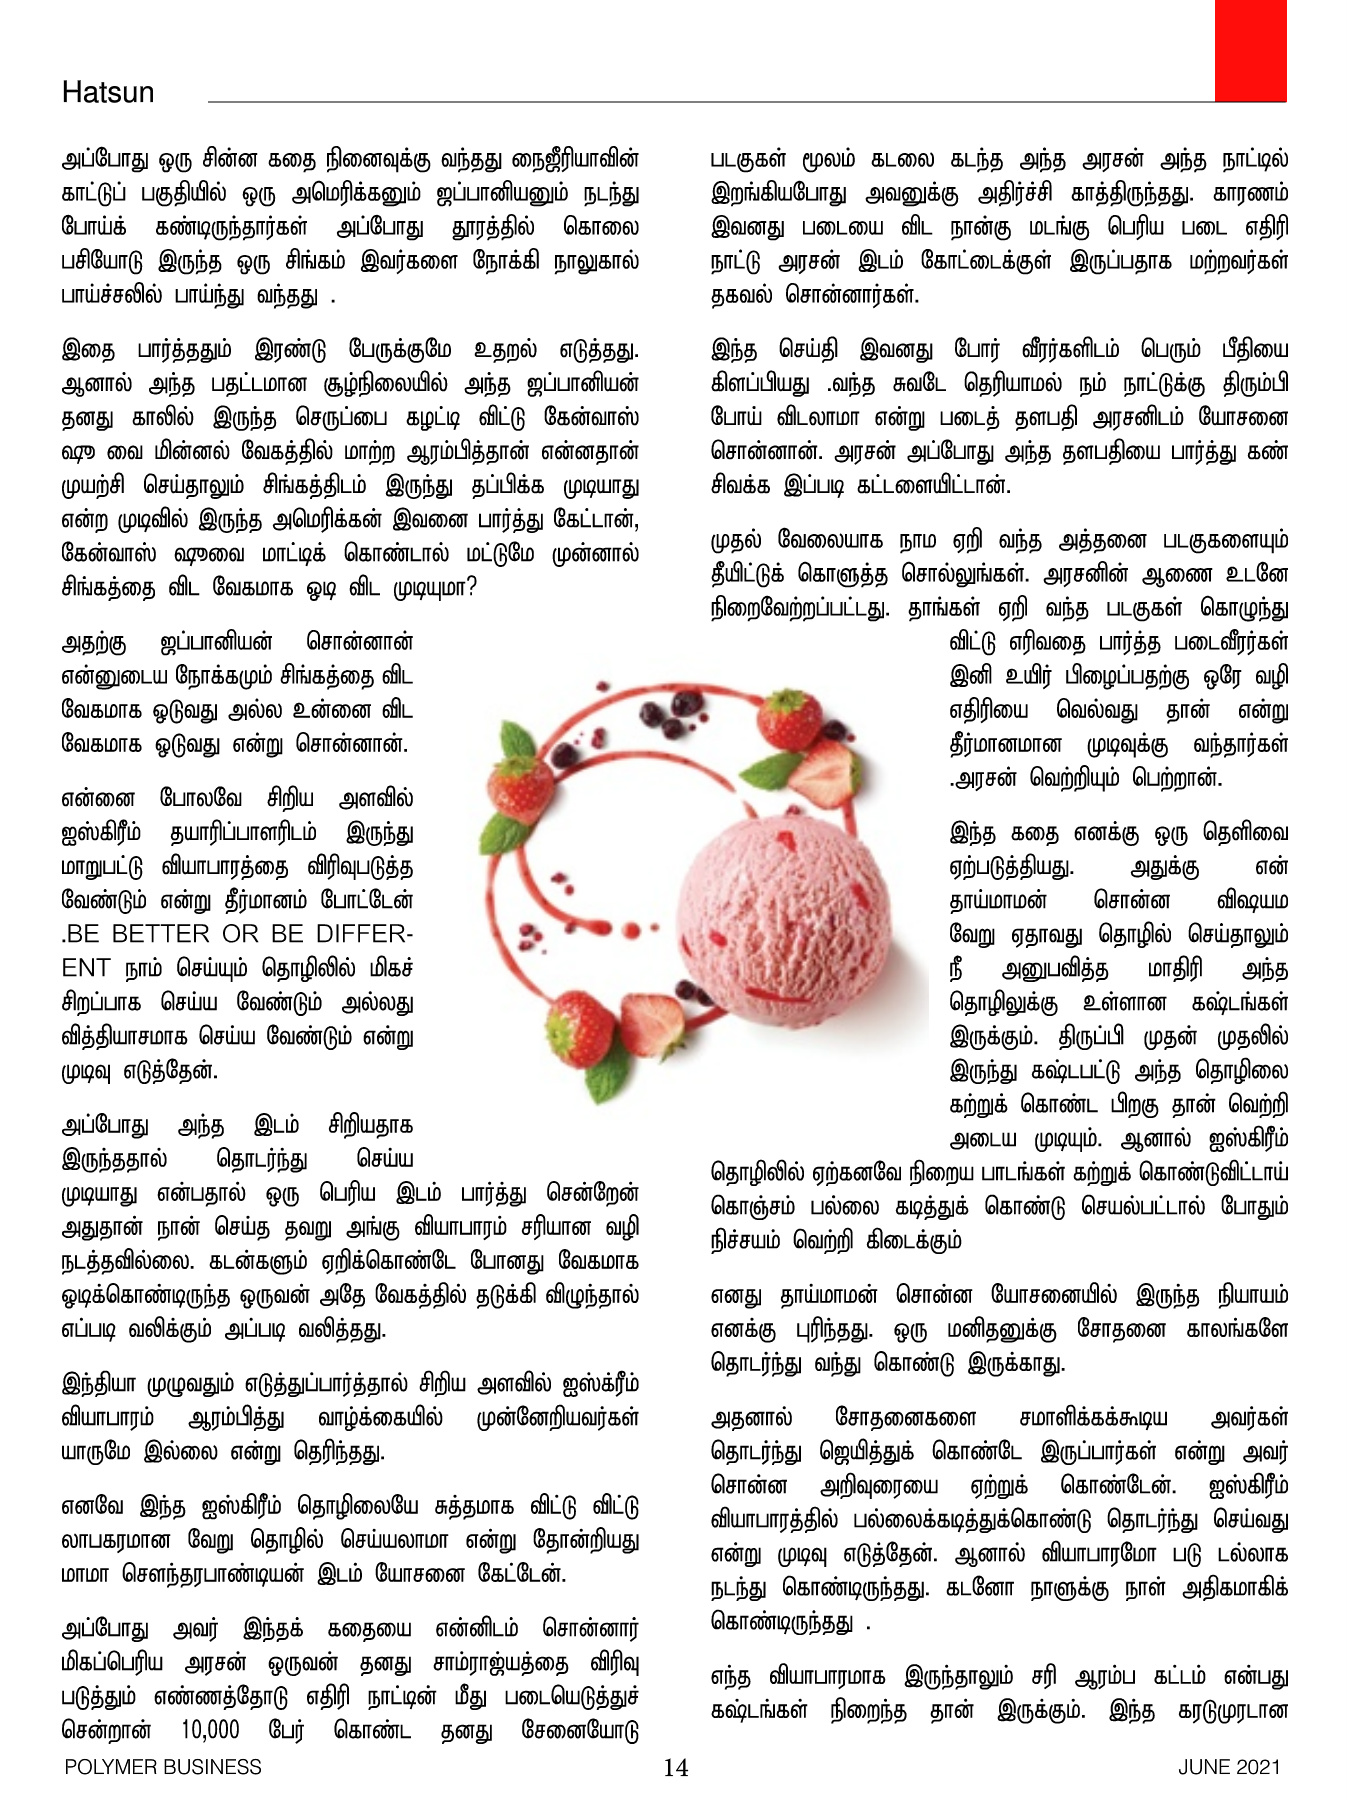 Hatsun
அப்போது ஒரு சின்ன கதை நினைவுக்கு வந்தது நைஜீரியாவின்
காட்டுப் பகுதியில் ஒரு அமெரிக்கனும் ஜப்பானியனும் நடந்து
போய்க் கண்டிருந்தார்கள் அப்போது தூரத்தில் கொலை
பசியோடு இருந்த ஒரு சிங்கம் இவர்களை நோக்கி நாலுகால்
பாய்ச்சலில் பாய்ந்து வந்தது .
இதை பார்த்ததும் இரண்டு பேருக்குமே உதறல் எடுத்தது.
ஆனால் அந்த பதட்டமான சூழ்நிலையில் அந்த ஜப்பானியன்
தனது காலில் இருந்த செருப்பை கழட்டி விட்டு கேன்வாஸ்
ஷூ வை மின்னல் வேகத்தில் மாற்ற ஆரம்பித்தான் என்னதான்
முயற்சி செய்தாலும் சிங்கத்திடம் இருந்து தப்பிக்க முடியாது
என்ற முடிவில் இருந்த அமெரிக்கன் இவனை பார்த்து கேட்டான்,
கேன்வாஸ் ஷூவை மாட்டிக் கொண்டால் மட்டுமே முன்னால்
சிங்கத்தை விட வேகமாக ஓடி விட முடியுமா?
அதற்கு ஜப்பானியன் சொன்னான்
என்னுடைய நோக்கமும் சிங்கத்தை விட
வேகமாக ஓடுவது அல்ல உன்னை விட
வேகமாக ஓடுவது என்று சொன்னான்.
என்னை போலவே சிறிய அளவில்
ஐஸ்கிரீம் தயாரிப்பாளரிடம் இருந்து
மாறுபட்டு வியாபாரத்தை விரிவுபடுத்த
வேண்டும் என்று தீர்மானம் போட்டேன்
.BE BETTER OR BE DIFFER-
ENT நாம் செய்யும் தொழிலில் மிகச்
சிறப்பாக செய்ய வேண்டும் அல்லது
வித்தியாசமாக செய்ய வேண்டும் என்று
முடிவு எடுத்தேன்.
அப்போது அந்த இடம் சிறியதாக
இருந்ததால் தொடர்ந்து செய்ய
முடியாது என்பதால் ஒரு பெரிய இடம் பார்த்து சென்றேன்
அதுதான் நான் செய்த தவறு அங்கு வியாபாரம் சரியான வழி
நடத்தவில்லை. கடன்களும் ஏறிக்கொண்டே போனது வேகமாக
ஓடிக்கொண்டிருந்த ஒருவன் அதே வேகத்தில் தடுக்கி விழுந்தால்
எப்படி வலிக்கும் அப்படி வலித்தது.
இந்தியா முழுவதும் எடுத்துப்பார்த்தால் சிறிய அளவில் ஐஸ்க்ரீம்
வியாபாரம் ஆரம்பித்து வாழ்க்கையில் முன்னேறியவர்கள்
யாருமே இல்லை என்று தெரிந்தது.
எனவே இந்த ஐஸ்கிரீம் தொழிலையே சுத்தமாக விட்டு விட்டு
லாபகரமான வேறு தொழில் செய்யலாமா என்று தோன்றியது
மாமா சௌந்தரபாண்டியன் இடம் யோசனை கேட்டேன்.
அப்போது அவர் இந்தக் கதையை என்னிடம் சொன்னார்
மிகப்பெரிய அரசன் ஒருவன் தனது சாம்ராஜ்யத்தை விரிவு
படுத்தும் எண்ணத்தோடு எதிரி நாட்டின் மீது படையெடுத்துச்
சென்றான் 10,000 பேர் கொண்ட தனது சேனையோடு
படகுகள் மூலம் கடலை கடந்த அந்த அரசன் அந்த நாட்டில்
இறங்கியபோது அவனுக்கு அதிர்ச்சி காத்திருந்தது. காரணம்
இவனது படையை விட நான்கு மடங்கு பெரிய படை எதிரி
நாட்டு அரசன் இடம் கோட்டைக்குள் இருப்பதாக மற்றவர்கள்
தகவல் சொன்னார்கள்.
இந்த செய்தி இவனது போர் வீரர்களிடம் பெரும் பீதியை
கிளப்பியது .வந்த சுவடே தெரியாமல் நம் நாட்டுக்கு திரும்பி
போய் விடலாமா என்று படைத் தளபதி அரசனிடம் யோசனை
சொன்னான். அரசன் அப்போது அந்த தளபதியை பார்த்து கண்
சிவக்க இப்படி கட்டளையிட்டான்.
முதல் வேலையாக நாம ஏறி வந்த அத்தனை படகுகளையும்
தீயிட்டுக் கொளுத்த சொல்லுங்கள். அரசனின் ஆணை உடனே
நிறைவேற்றப்பட்டது. தாங்கள் ஏறி வந்த படகுகள் கொழுந்து
விட்டு எரிவதை பார்த்த படைவீரர்கள்
இனி உயிர் பிழைப்பதற்கு ஒரே வழி
எதிரியை வெல்வது தான் என்று
தீர்மானமான முடிவுக்கு வந்தார்கள்
.அரசன் வெற்றியும் பெற்றான்.
இந்த கதை எனக்கு ஒரு தெளிவை
ஏற்படுத்தியது. அதுக்கு என்
தாய்மாமன் சொன்ன விஷயம
வேறு ஏதாவது தொழில் செய்தாலும்
நீ அனுபவித்த மாதிரி அந்த
தொழிலுக்கு உள்ளான கஷ்டங்கள்
இருக்கும். திருப்பி முதன் முதலில்
இருந்து கஷ்டபட்டு அந்த தொழிலை
கற்றுக் கொண்ட பிறகு தான் வெற்றி
அடைய முடியும். ஆனால் ஐஸ்கிரீம்
தொழிலில் ஏற்கனவே நிறைய பாடங்கள் கற்றுக் கொண்டுவிட்டாய்
கொஞ்சம் பல்லை கடித்துக் கொண்டு செயல்பட்டால் போதும்
நிச்சயம் வெற்றி கிடைக்கும்
எனது தாய்மாமன் சொன்ன யோசனையில் இருந்த நியாயம்
எனக்கு புரிந்தது. ஒரு மனிதனுக்கு சோதனை காலங்களே
தொடர்ந்து வந்து கொண்டு இருக்காது.
அதனால் சோதனைகளை சமாளிக்கக்கூடிய அவர்கள்
தொடர்ந்து ஜெயித்துக் கொண்டே இருப்பார்கள் என்று அவர்
சொன்ன அறிவுரையை ஏற்றுக் கொண்டேன். ஐஸ்கிரீம்
வியாபாரத்தில் பல்லைக்கடித்துக்கொண்டு தொடர்ந்து செய்வது
என்று முடிவு எடுத்தேன். ஆனால் வியாபாரமோ படு டல்லாக
நடந்து கொண்டிருந்தது. கடனோ நாளுக்கு நாள் அதிகமாகிக்
கொண்டிருந்தது .
எந்த வியாபாரமாக இருந்தாலும் சரி ஆரம்ப கட்டம் என்பது
கஷ்டங்கள் நிறைந்த தான் இருக்கும். இந்த கரடுமுரடான
POLYMER BUSINESS
14
JUNE 2021